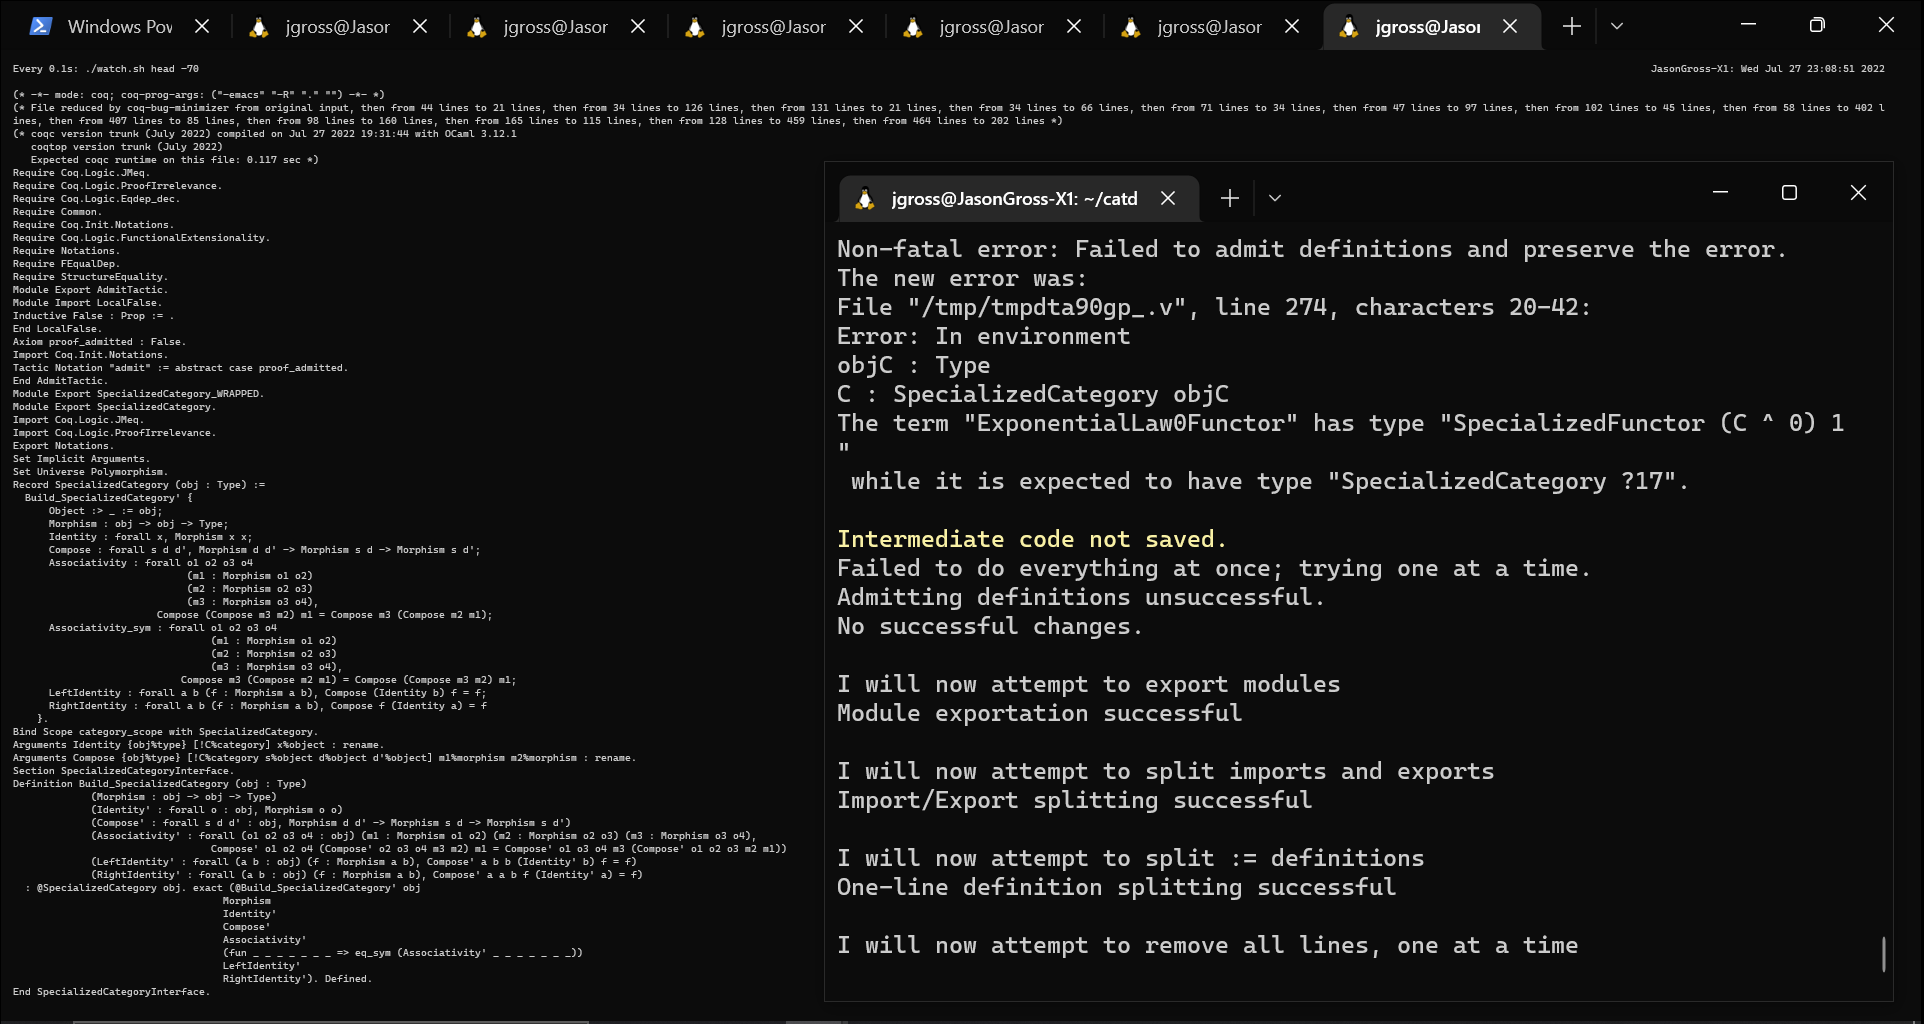 Windows Pow
jgross@Jasor
jgross@Jasor
jgross@Jasor
jgross@Jasor
jgross@Jasor
jgross@Jasor
Every 0.1s: ./watch.sh head -70
JasonGross-X1: Wed Jul 27 23:08:51 2022
(* -*- mode: coq; coq-prog-args: ("-emacs" "-R" "." "") -*- *)
(* File reduced by coq-bug-minimizer from original input, then from 44 lines to 21 lines, then from 34 lines to 126 lines, then from 131 lines to 21 lines, then from 34 lines to 66 lines, then from 71 lines to 34 lines, then from 47 lines to 97 lines, then from 102 lines to 45 lines, then from 58 lines to 402 l
ines, then from 407 lines to 85 lines, then from 98 lines to 160 lines, then from 165 lines to 115 lines, then from 128 lines to 459 lines, then from 464 lines to 202 lines *)
(* coqc version trunk (July 2022) compiled on Jul 27 2022 19:31:44 with OCaml 3.12.1
   coqtop version trunk (July 2022)
   Expected coqc runtime on this file: 0.117 sec *)
Require Coq.Logic.JMeq.
Require Coq.Logic.ProofIrrelevance.
Require Coq.Logic.Eqdep_dec.
Require Common.
Require Coq.Init.Notations.
Require Coq.Logic.FunctionalExtensionality.
Require Notations.
Require FEqualDep.
Require StructureEquality.
Module Export AdmitTactic.
Module Import LocalFalse.
Inductive False : Prop := .
End LocalFalse.
Axiom proof_admitted : False.
Import Coq.Init.Notations.
Tactic Notation "admit" := abstract case proof_admitted.
End AdmitTactic.
Module Export SpecializedCategory_WRAPPED.
Module Export SpecializedCategory.
Import Coq.Logic.JMeq.
Import Coq.Logic.ProofIrrelevance.
Export Notations.
Set Implicit Arguments.
Set Universe Polymorphism.
Record SpecializedCategory (obj : Type) :=
  Build_SpecializedCategory' {
      Object :> _ := obj;
      Morphism : obj -> obj -> Type;
      Identity : forall x, Morphism x x;
      Compose : forall s d d', Morphism d d' -> Morphism s d -> Morphism s d';
      Associativity : forall o1 o2 o3 o4
                             (m1 : Morphism o1 o2)
                             (m2 : Morphism o2 o3)
                             (m3 : Morphism o3 o4),
                        Compose (Compose m3 m2) m1 = Compose m3 (Compose m2 m1);
      Associativity_sym : forall o1 o2 o3 o4
                                 (m1 : Morphism o1 o2)
                                 (m2 : Morphism o2 o3)
                                 (m3 : Morphism o3 o4),
                            Compose m3 (Compose m2 m1) = Compose (Compose m3 m2) m1;
      LeftIdentity : forall a b (f : Morphism a b), Compose (Identity b) f = f;
      RightIdentity : forall a b (f : Morphism a b), Compose f (Identity a) = f
    }.
Bind Scope category_scope with SpecializedCategory.
Arguments Identity {obj%type} [!C%category] x%object : rename.
Arguments Compose {obj%type} [!C%category s%object d%object d'%object] m1%morphism m2%morphism : rename.
Section SpecializedCategoryInterface.
Definition Build_SpecializedCategory (obj : Type)
             (Morphism : obj -> obj -> Type)
             (Identity' : forall o : obj, Morphism o o)
             (Compose' : forall s d d' : obj, Morphism d d' -> Morphism s d -> Morphism s d')
             (Associativity' : forall (o1 o2 o3 o4 : obj) (m1 : Morphism o1 o2) (m2 : Morphism o2 o3) (m3 : Morphism o3 o4),
                                 Compose' o1 o2 o4 (Compose' o2 o3 o4 m3 m2) m1 = Compose' o1 o3 o4 m3 (Compose' o1 o2 o3 m2 m1))
             (LeftIdentity' : forall (a b : obj) (f : Morphism a b), Compose' a b b (Identity' b) f = f)
             (RightIdentity' : forall (a b : obj) (f : Morphism a b), Compose' a a b f (Identity' a) = f)
  : @SpecializedCategory obj. exact (@Build_SpecializedCategory' obj
                                   Morphism
                                   Identity'
                                   Compose'
                                   Associativity'
                                   (fun _ _ _ _ _ _ _ => eq_sym (Associativity' _ _ _ _ _ _ _))
                                   LeftIdentity'
                                   RightIdentity'). Defined.
End SpecializedCategoryInterface.
jgross@JasonGross-X1: ~/catd
Non-fatal error: Failed to admit definitions and preserve the error.
The new error was:
File "/tmp/tmpdta90gp_.v", line 274, characters 20-42:
Error: In environment
objC : Type
C : SpecializedCategory objC
The term "ExponentialLaw0Functor" has type "SpecializedFunctor (C ^ 0) 1
"
 while it is expected to have type "SpecializedCategory ?17".
Intermediate code not saved.
Failed to do everything at once; trying one at a time.
Admitting definitions unsuccessful.
No successful changes.
I will now attempt to export modules
Module exportation successful
I will now attempt to split imports and exports
Import/Export splitting successful
I will now attempt to split := definitions
One-line definition splitting successful
I will now attempt to remove all lines, one at a time